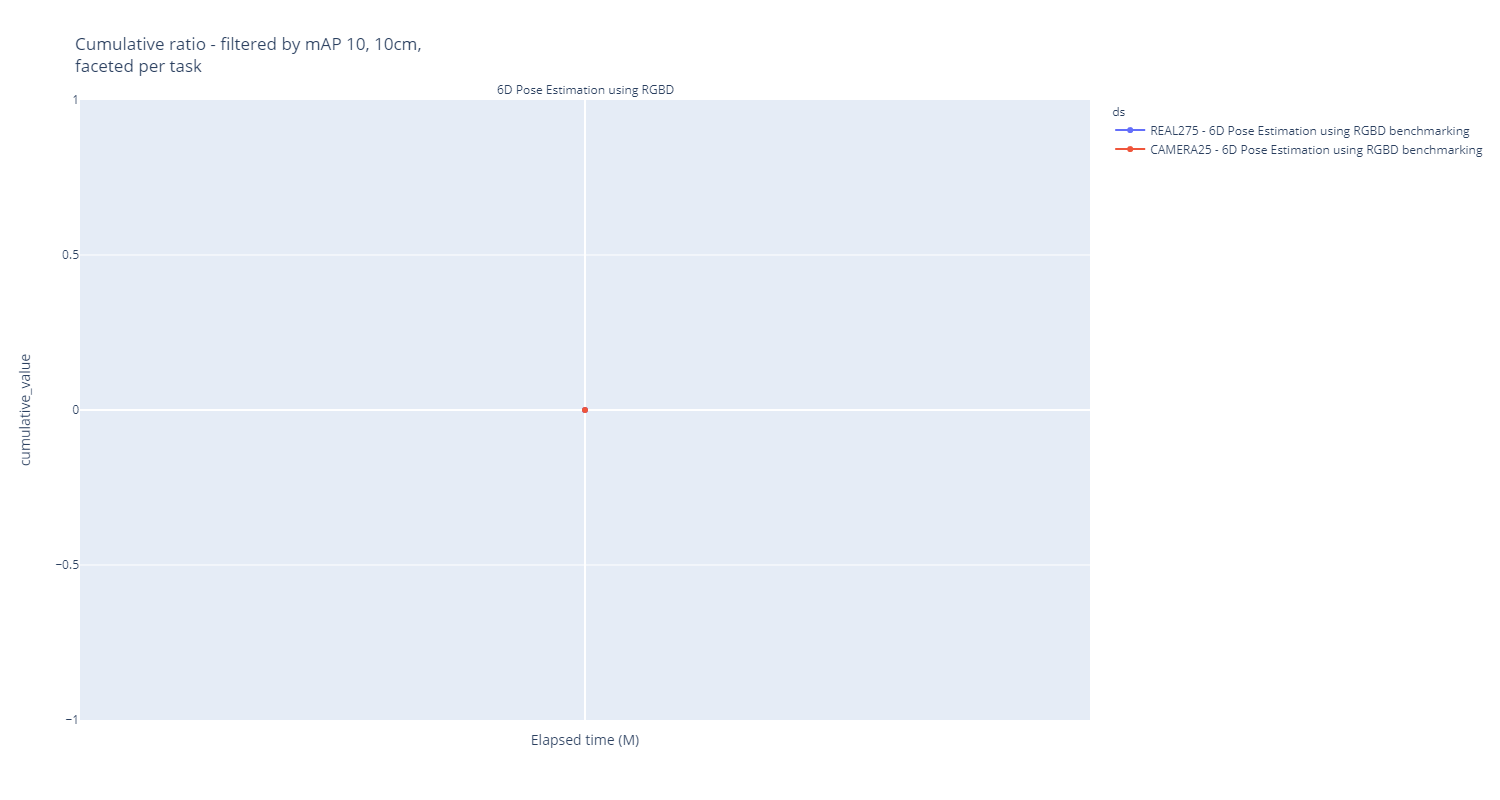 Cumulative ratio - filtered by mAP 10, 10cm,
faceted per task
6D Pose Estimation using RGBD
1
0.5
0
−0.5
−1
cumulative_value
Elapsed time (M)
ds
REAL275 - 6D Pose Estimation using RGBD benchmarking
CAMERA25 - 6D Pose Estimation using RGBD benchmarking